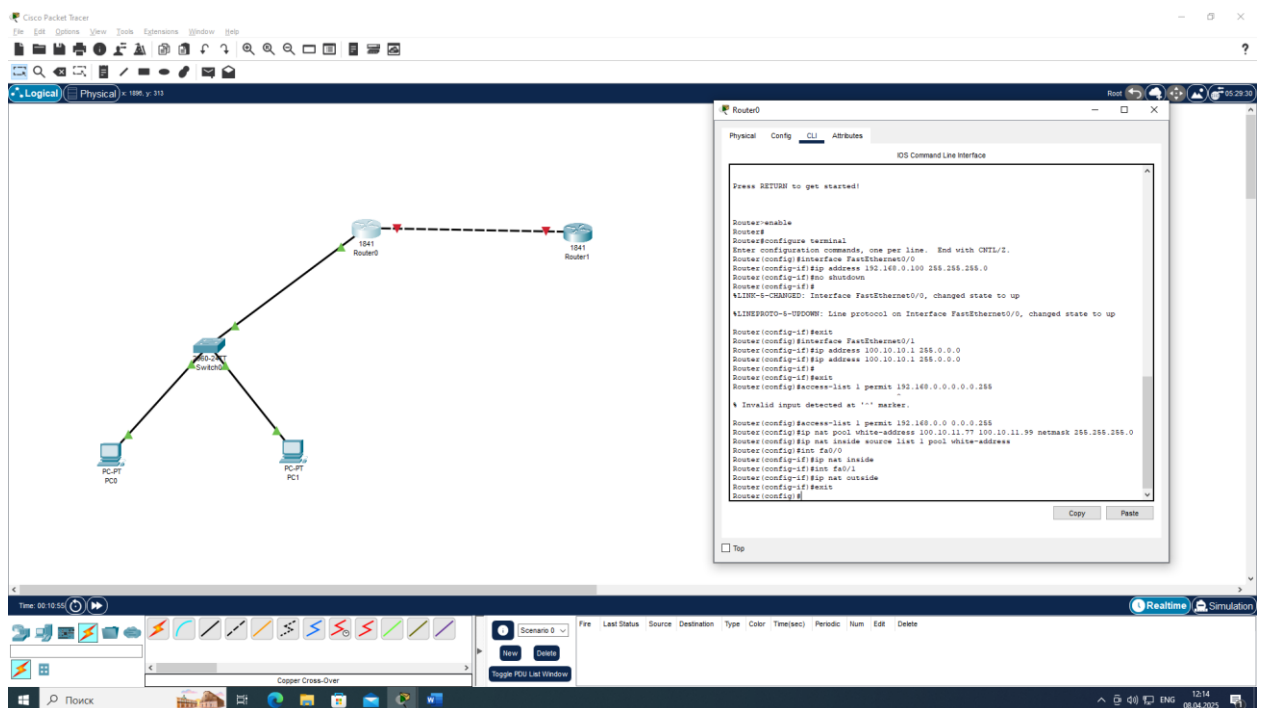 Cisco Packet Tracer
File Edit Options View Tools Extensions Window Help
?
Logical Physical x: 1896, y: 313 Root 05:29:30
1841
Router0
1841
Router1
2960-24TT
Switch0
PC-PT
PC0
PC-PT
PC1
Router0
Physical Config CLI Attributes
IOS Command Line Interface
Press RETURN to get started!
Router>enable
Router#
Router#configure terminal
Enter configuration commands, one per line. End with CNTL/Z.
Router(config)#interface FastEthernet0/0
Router(config-if)#ip address 192.168.0.100 255.255.255.0
Router(config-if)#no shutdown
Router(config-if)#
%LINK-5-CHANGED: Interface FastEthernet0/0, changed state to up
%LINEPROTO-5-UPDOWN: Line protocol on Interface FastEthernet0/0, changed state to up
Router(config-if)#exit
Router(config)#interface FastEthernet0/1
Router(config-if)#ip address 100.10.10.1 255.0.0.0
Router(config-if)#ip address 100.10.10.1 255.0.0.0
Router(config-if)#
Router(config-if)#exit
Router(config)#access-list 1 permit 192.168.0.0.0.0.0.255
^
% Invalid input detected at '^' marker.
Router(config)#access-list 1 permit 192.168.0.0 0.0.0.255
Router(config)#ip nat pool white-address 100.10.11.77 100.10.11.99 netmask 255.255.255.0
Router(config)#ip nat inside source list 1 pool white-address
Router(config)#int fa0/0
Router(config-if)#ip nat inside
Router(config-if)#int fa0/1
Router(config-if)#ip nat outside
Router(config-if)#exit
Router(config)#
Copy Paste
Top
Time: 00:10:55 Realtime Simulation
Scenario 0
New Delete
Toggle PDU List Window
Fire Last Status Source Destination Type Color Time(sec) Periodic Num Edit Delete
Copper Cross-Over
Поиск
ENG
12:14
08.04.2025